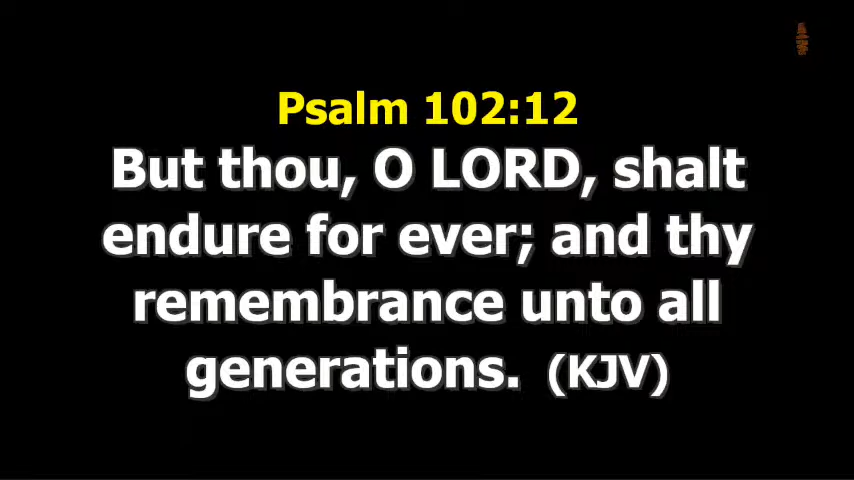 Psalm 102:12
But thou, O LORD, shalt
endure for ever; and thy
remembrance unto all
generations. (KJV)